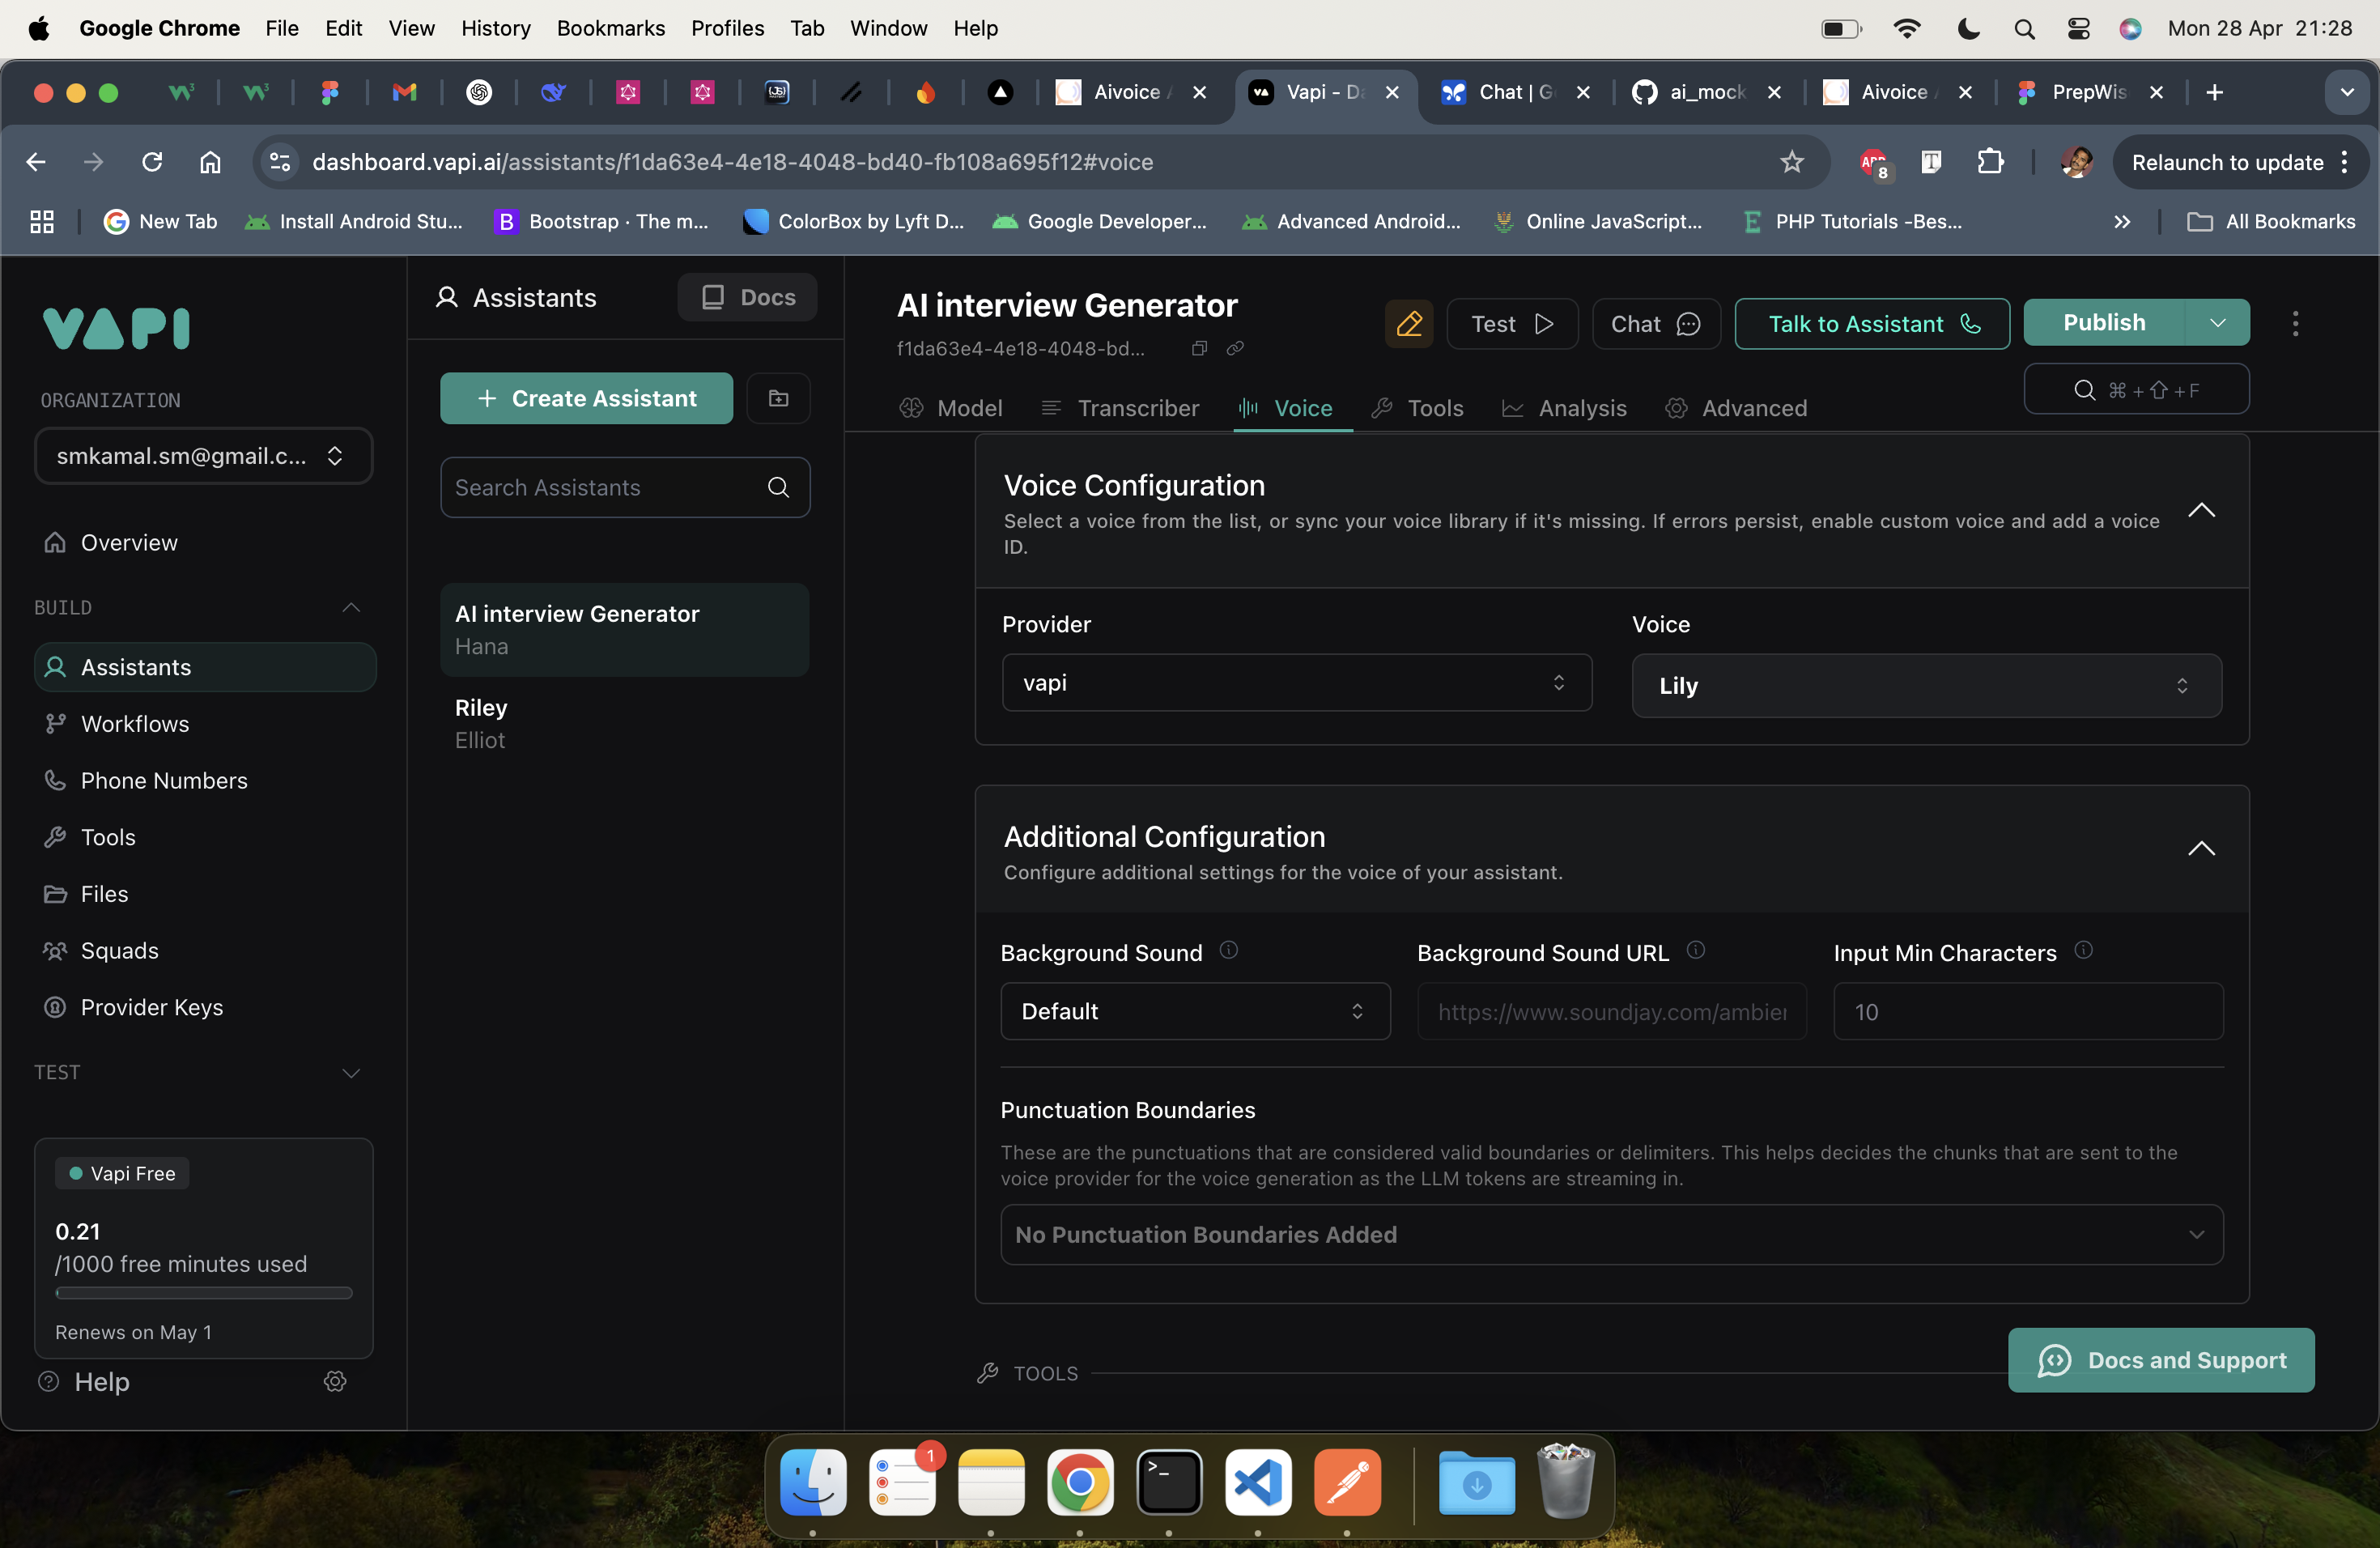 Google Chrome File Edit View History Bookmarks Profiles Tab Window Help
Mon 28 Apr 21:28
Aivoice
Vapi - Da
Chat | G
ai_mock
Aivoice
PrepWis
dashboard.vapi.ai/assistants/f1da63e4-4e18-4048-bd40-fb108a695f12#voice
ABP
8
Relaunch to update
New Tab
Install Android Stu...
Bootstrap · The m...
ColorBox by Lyft D...
Google Developer...
Advanced Android...
Online JavaScript...
PHP Tutorials -Bes...
All Bookmarks
VAPI
ORGANIZATION
smkamal.sm@gmail.c...
Overview
BUILD
Assistants
Workflows
Phone Numbers
Tools
Files
Squads
Provider Keys
TEST
Vapi Free
0.21
/1000 free minutes used
Renews on May 1
Help
Assistants
Docs
Create Assistant
Search Assistants
AI interview Generator
Hana
Riley
Elliot
AI interview Generator
f1da63e4-4e18-4048-bd...
Test
Chat
Talk to Assistant
Publish
⌘ + ⇧ + F
Model
Transcriber
Voice
Tools
Analysis
Advanced
Voice Configuration
Select a voice from the list, or sync your voice library if it's missing. If errors persist, enable custom voice and add a voice
ID.
Provider
Voice
vapi
Lily
Additional Configuration
Configure additional settings for the voice of your assistant.
Background Sound
Background Sound URL
Input Min Characters
Default
https://www.soundjay.com/ambien
10
Punctuation Boundaries
These are the punctuations that are considered valid boundaries or delimiters. This helps decides the chunks that are sent to the
voice provider for the voice generation as the LLM tokens are streaming in.
No Punctuation Boundaries Added
TOOLS
Docs and Support
1